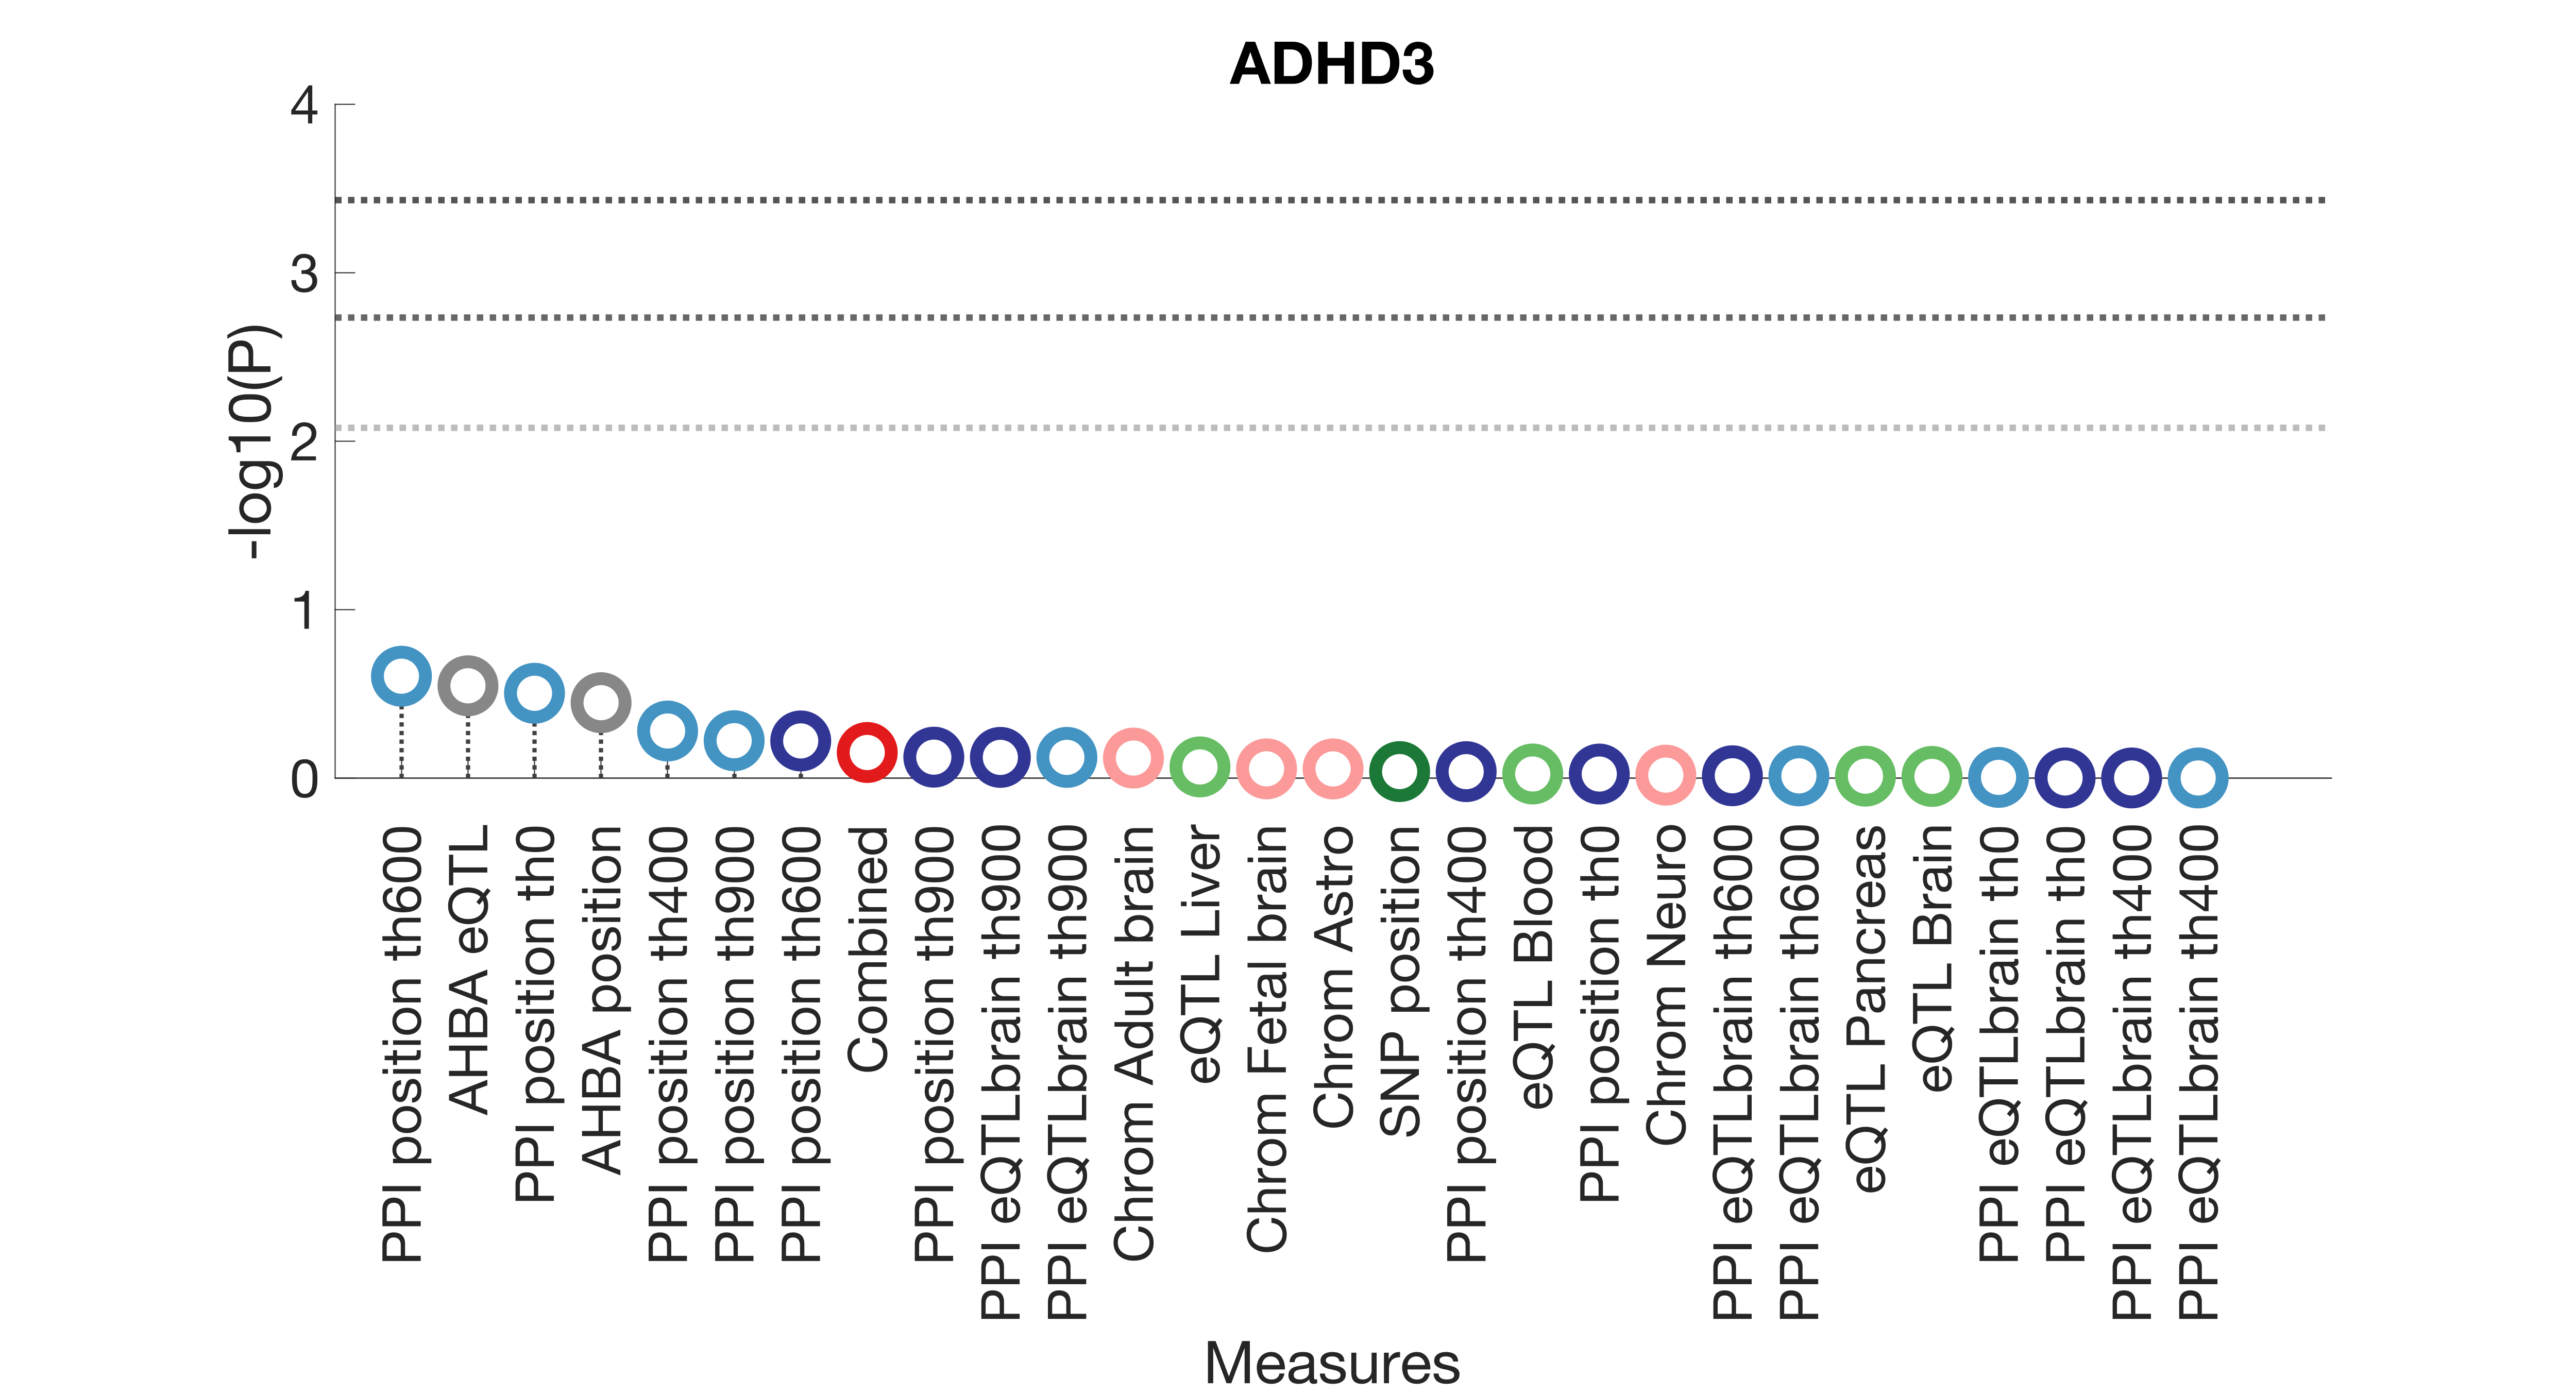 ADHD3
4
3
2
1
0
-log10(P)
PPI position th600
AHBA eQTL
PPI position th0
AHBA position
PPI position th400
PPI position th900
PPI position th600
Combined
PPI position th900
PPI eQTLbrain th900
PPI eQTLbrain th900
Chrom Adult brain
eQTL Liver
Chrom Fetal brain
Chrom Astro
SNP position
PPI position th400
eQTL Blood
PPI position th0
Chrom Neuro
PPI eQTLbrain th600
PPI eQTLbrain th600
eQTL Pancreas
eQTL Brain
PPI eQTLbrain th0
PPI eQTLbrain th0
PPI eQTLbrain th400
PPI eQTLbrain th400
Measures